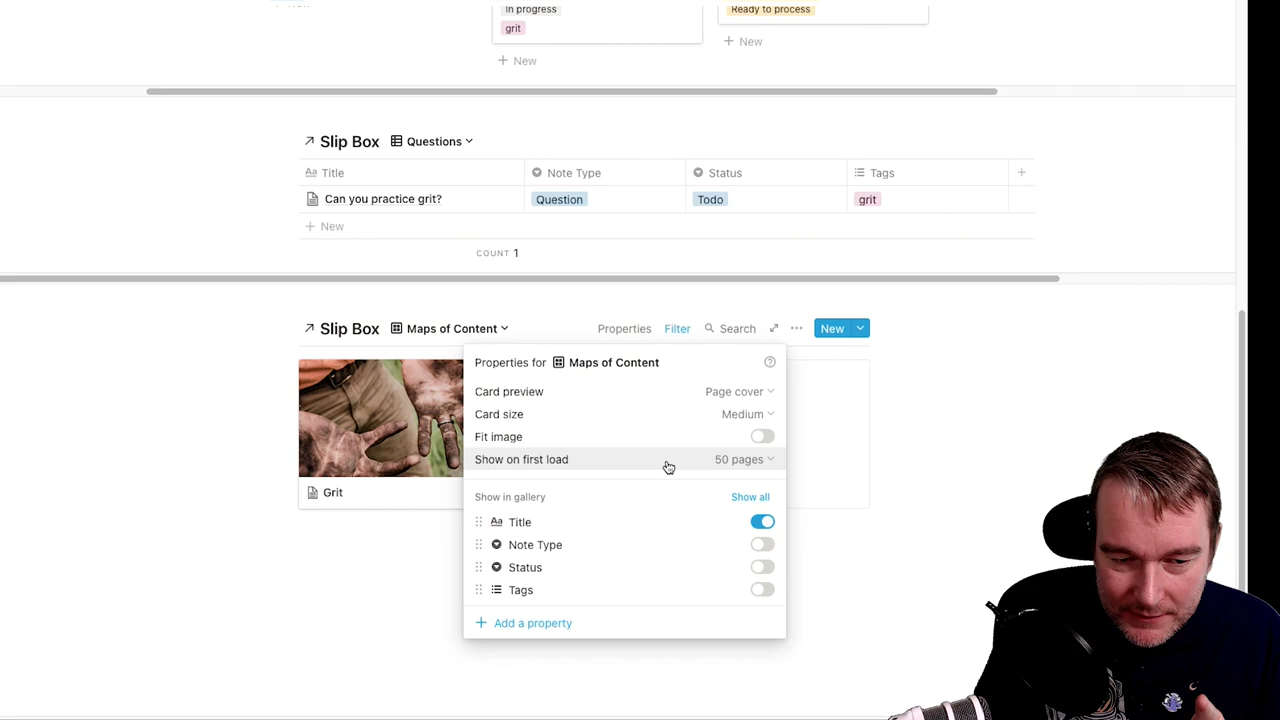 In progress
Ready to process
grit
New
New
Slip Box Questions
Title Note Type Status Tags
Can you practice grit? Question Todo grit
New
COUNT 1
Slip Box Maps of Content Properties Filter Search New
Properties for Maps of Content
Card preview Page cover
Card size Medium
Fit image
Show on first load 50 pages
Grit
Show in gallery Show all
Aa Title
Note Type
Status
Tags
Add a property